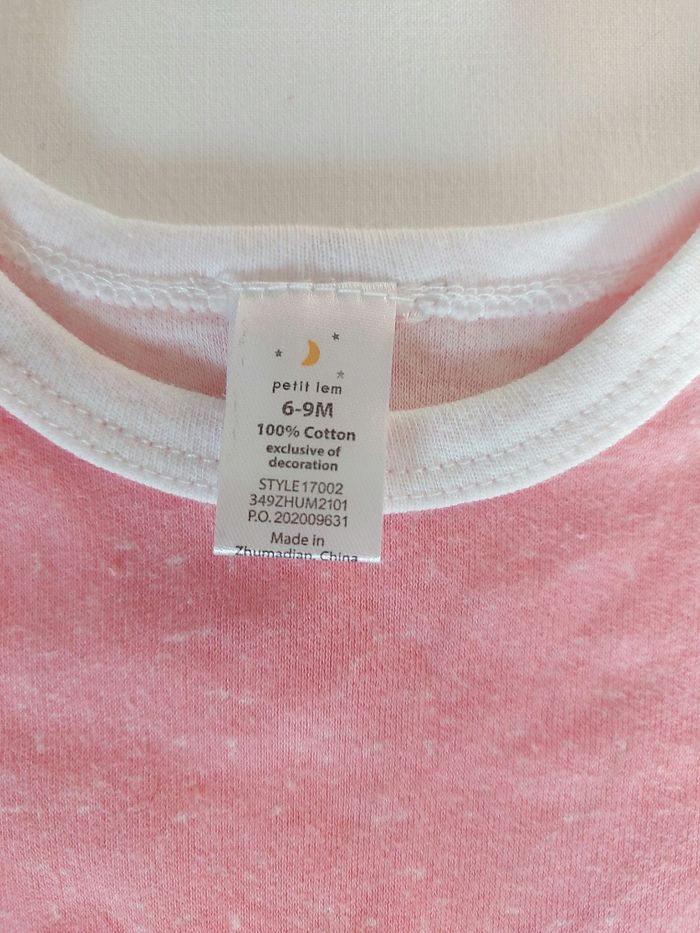 petit lem
6-9M
100% Cotton
exclusive of
decoration
STYLE17002
349ZHUM2101
P.O. 202009631
Made in
Zhumadian, China